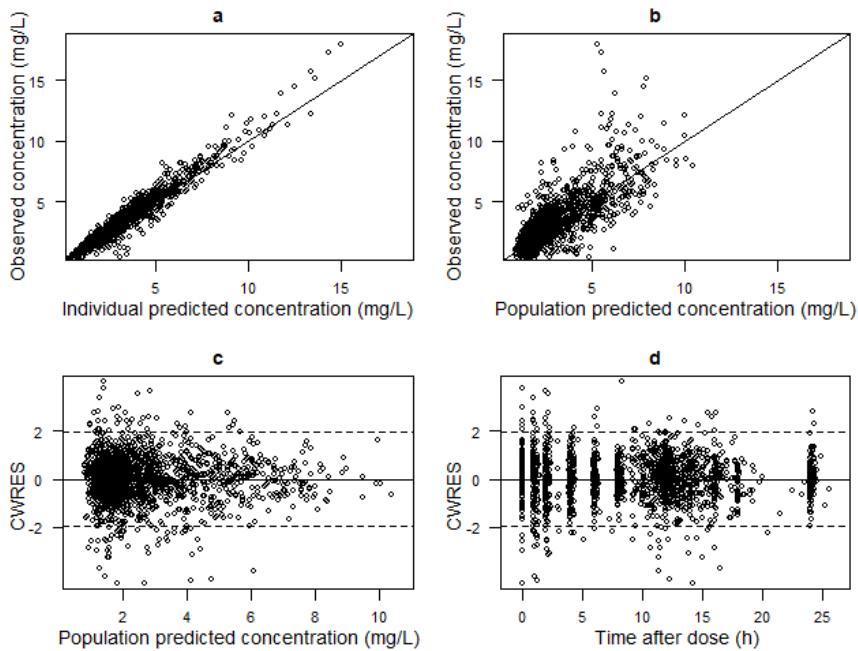 a
15
10
5
Observed concentration (mg/L)
5
10
15
Individual predicted concentration (mg/L)
b
15
10
5
Observed concentration (mg/L)
5
10
15
Population predicted concentration (mg/L)
c
2
0
-2
CWRES
2
4
6
8
10
Population predicted concentration (mg/L)
d
2
0
-2
CWRES
0
5
10
15
20
25
Time after dose (h)